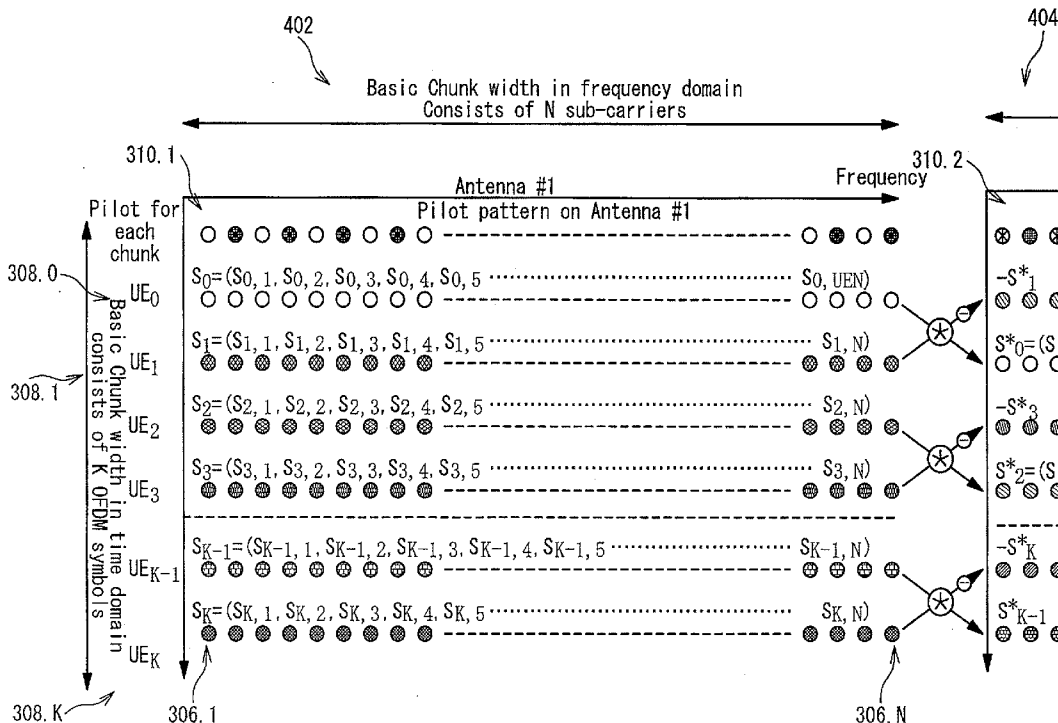 402
404
Basic Chunk width in frequency domain
Consists of N sub-carriers
310.1
310.2
Antenna #1
Frequency
Pilot for each chunk
Pilot pattern on Antenna #1
308.0
UE0
S0=(S0,1, S0,2, S0,3, S0,4, S0,5 ............ S0,UEN)
-S*1
UE1
S1=(S1,1, S1,2, S1,3, S1,4, S1,5 ............ S1,N)
S*0=(S
308.1
Basic Chunk width in time domain
consists of K OFDM symbols
UE2
S2=(S2,1, S2,2, S2,3, S2,4, S2,5 ............ S2,N)
-S*3
UE3
S3=(S3,1, S3,2, S3,3, S3,4, S3,5 ............ S3,N)
S*2=(S
UEK-1
SK-1=(SK-1,1, SK-1,2, SK-1,3, SK-1,4, SK-1,5 ............ SK-1,N)
-S*K
UEK
SK=(SK,1, SK,2, SK,3, SK,4, SK,5 ............ SK,N)
S*K-1
308.K
306.1
306.N